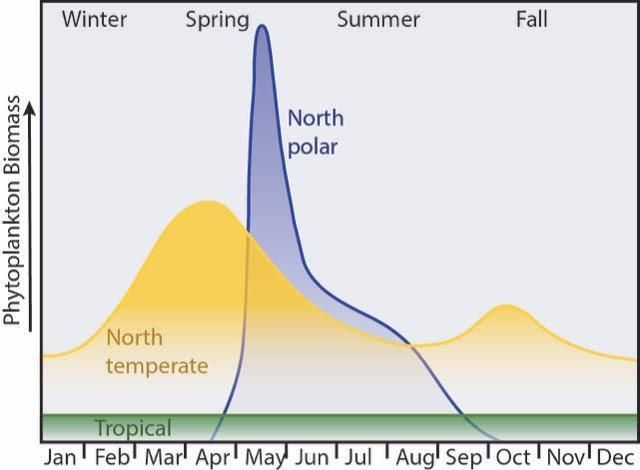 Winter Spring Summer Fall
North
polar
Phytoplankton Biomass
North
temperate
Tropical
Jan Feb Mar Apr May Jun Jul Aug Sep Oct Nov Dec